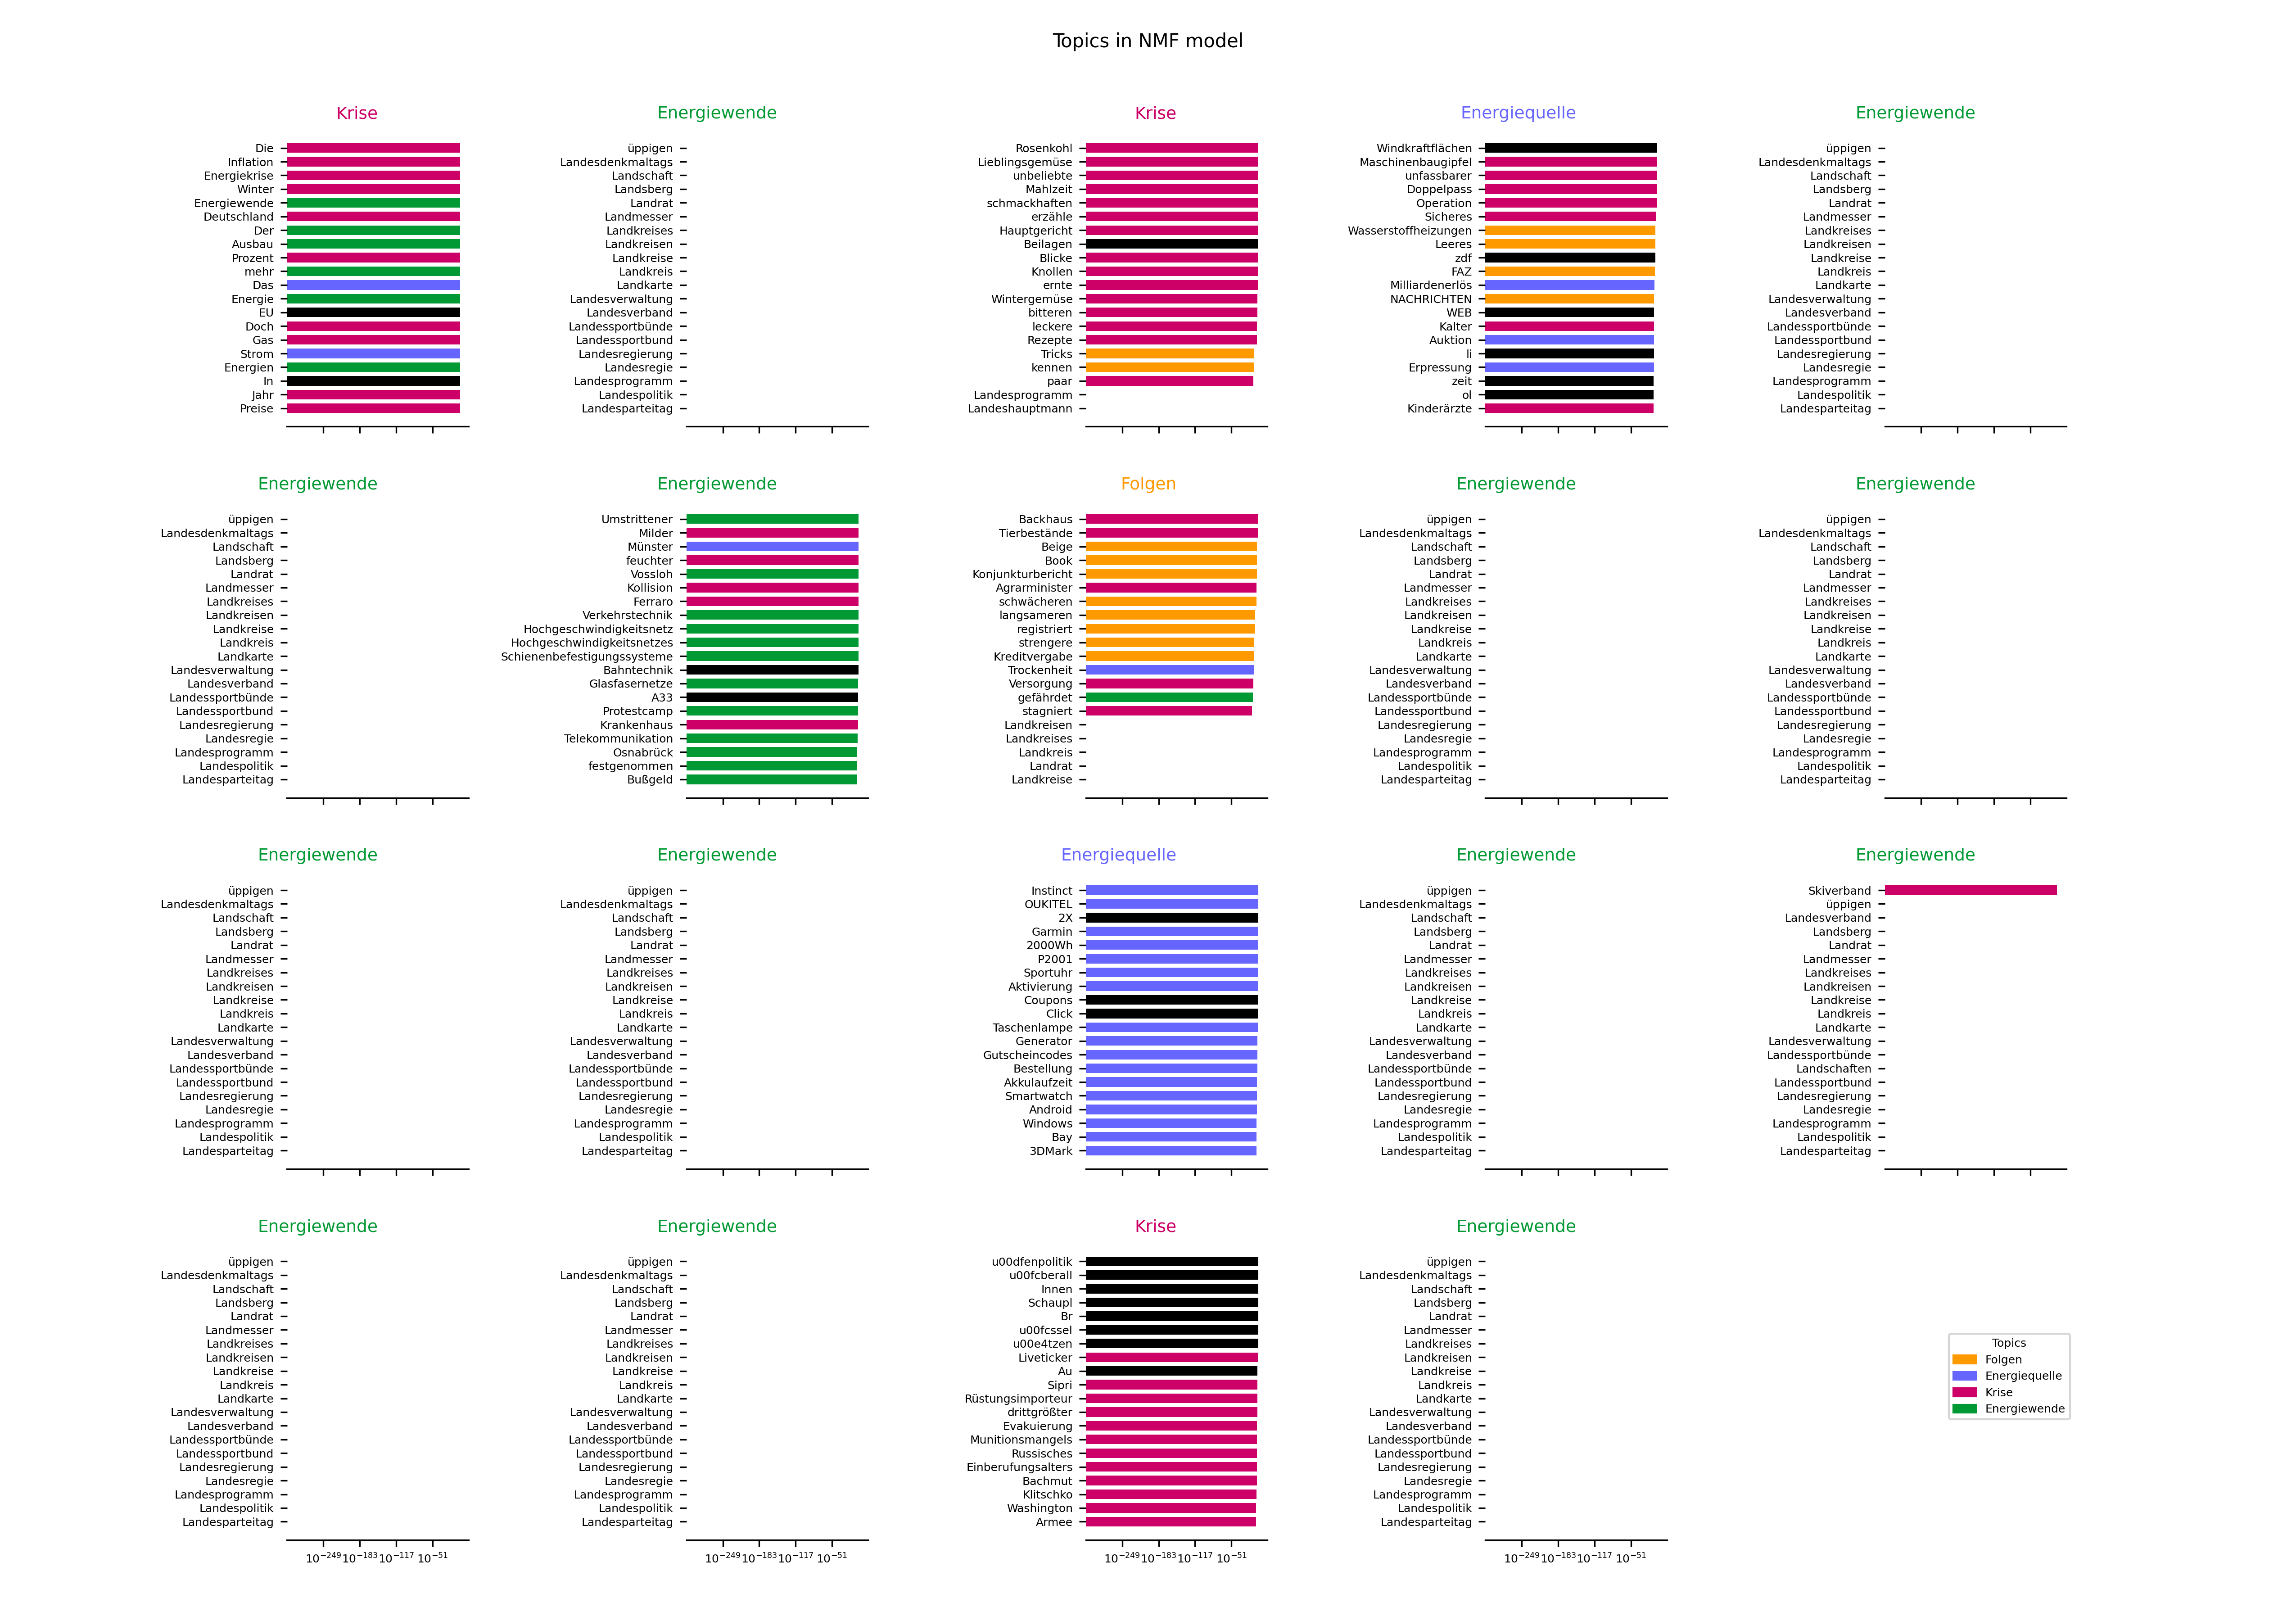 Topics in NMF model
Krise
Die
Inflation
Energiekrise
Winter
Energiewende
Deutschland
Der
Ausbau
Prozent
mehr
Das
Energie
EU
Doch
Gas
Strom
Energien
In
Jahr
Preise
Energiewende
üppigen
Landesdenkmaltags
Landschaft
Landsberg
Landrat
Landmesser
Landkreises
Landkreisen
Landkreise
Landkreis
Landkarte
Landesverwaltung
Landesverband
Landessportbünde
Landessportbund
Landesregierung
Landesregie
Landesprogramm
Landespolitik
Landesparteitag
Krise
Rosenkohl
Lieblingsgemüse
unbeliebte
Mahlzeit
schmackhaften
erzähle
Hauptgericht
Beilagen
Blicke
Knollen
ernte
Wintergemüse
bitteren
leckere
Rezepte
Tricks
kennen
paar
Landesprogramm
Landeshauptmann
Energiequelle
Windkraftflächen
Maschinenbaugipfel
unfassbarer
Doppelpass
Operation
Sicheres
Wasserstoffheizungen
Leeres
zdf
FAZ
Milliardenerlös
NACHRICHTEN
WEB
Kalter
Auktion
li
Erpressung
zeit
ol
Kinderärzte
Energiewende
üppigen
Landesdenkmaltags
Landschaft
Landsberg
Landrat
Landmesser
Landkreises
Landkreisen
Landkreise
Landkreis
Landkarte
Landesverwaltung
Landesverband
Landessportbünde
Landessportbund
Landesregierung
Landesregie
Landesprogramm
Landespolitik
Landesparteitag
Energiewende
üppigen
Landesdenkmaltags
Landschaft
Landsberg
Landrat
Landmesser
Landkreises
Landkreisen
Landkreise
Landkreis
Landkarte
Landesverwaltung
Landesverband
Landessportbünde
Landessportbund
Landesregierung
Landesregie
Landesprogramm
Landespolitik
Landesparteitag
Energiewende
Umstrittener
Milder
Münster
feuchter
Vossloh
Kollision
Ferraro
Verkehrstechnik
Hochgeschwindigkeitsnetz
Hochgeschwindigkeitsnetzes
Schienenbefestigungssysteme
Bahntechnik
Glasfasernetze
A33
Protestcamp
Krankenhaus
Telekommunikation
Osnabrück
festgenommen
Bußgeld
Folgen
Backhaus
Tierbestände
Beige
Book
Konjunkturbericht
Agrarminister
schwächeren
langsameren
registriert
strengere
Kreditvergabe
Trockenheit
Versorgung
gefährdet
stagniert
Landkreisen
Landkreises
Landkreis
Landrat
Landkreise
Energiewende
üppigen
Landesdenkmaltags
Landschaft
Landsberg
Landrat
Landmesser
Landkreises
Landkreisen
Landkreise
Landkreis
Landkarte
Landesverwaltung
Landesverband
Landessportbünde
Landessportbund
Landesregierung
Landesregie
Landesprogramm
Landespolitik
Landesparteitag
Energiewende
üppigen
Landesdenkmaltags
Landschaft
Landsberg
Landrat
Landmesser
Landkreises
Landkreisen
Landkreise
Landkreis
Landkarte
Landesverwaltung
Landesverband
Landessportbünde
Landessportbund
Landesregierung
Landesregie
Landesprogramm
Landespolitik
Landesparteitag
Energiewende
üppigen
Landesdenkmaltags
Landschaft
Landsberg
Landrat
Landmesser
Landkreises
Landkreisen
Landkreise
Landkreis
Landkarte
Landesverwaltung
Landesverband
Landessportbünde
Landessportbund
Landesregierung
Landesregie
Landesprogramm
Landespolitik
Landesparteitag
Energiewende
üppigen
Landesdenkmaltags
Landschaft
Landsberg
Landrat
Landmesser
Landkreises
Landkreisen
Landkreise
Landkreis
Landkarte
Landesverwaltung
Landesverband
Landessportbünde
Landessportbund
Landesregierung
Landesregie
Landesprogramm
Landespolitik
Landesparteitag
Energiequelle
Instinct
OUKITEL
2X
Garmin
2000Wh
P2001
Sportuhr
Aktivierung
Coupons
Click
Taschenlampe
Generator
Gutscheincodes
Bestellung
Akkulaufzeit
Smartwatch
Android
Windows
Bay
3DMark
Energiewende
üppigen
Landesdenkmaltags
Landschaft
Landsberg
Landrat
Landmesser
Landkreises
Landkreisen
Landkreise
Landkreis
Landkarte
Landesverwaltung
Landesverband
Landessportbünde
Landessportbund
Landesregierung
Landesregie
Landesprogramm
Landespolitik
Landesparteitag
Energiewende
Skiverband
üppigen
Landesverband
Landsberg
Landrat
Landmesser
Landkreises
Landkreisen
Landkreise
Landkreis
Landkarte
Landesverwaltung
Landessportbünde
Landschaften
Landessportbund
Landesregierung
Landesregie
Landesprogramm
Landespolitik
Landesparteitag
Energiewende
üppigen
Landesdenkmaltags
Landschaft
Landsberg
Landrat
Landmesser
Landkreises
Landkreisen
Landkreise
Landkreis
Landkarte
Landesverwaltung
Landesverband
Landessportbünde
Landessportbund
Landesregierung
Landesregie
Landesprogramm
Landespolitik
Landesparteitag
10⁻²⁴⁹ 10⁻¹⁸³ 10⁻¹¹⁷ 10⁻⁵¹
Energiewende
üppigen
Landesdenkmaltags
Landschaft
Landsberg
Landrat
Landmesser
Landkreises
Landkreisen
Landkreise
Landkreis
Landkarte
Landesverwaltung
Landesverband
Landessportbünde
Landessportbund
Landesregierung
Landesregie
Landesprogramm
Landespolitik
Landesparteitag
10⁻²⁴⁹ 10⁻¹⁸³ 10⁻¹¹⁷ 10⁻⁵¹
Krise
u00dfenpolitik
u00fcberall
Innen
Schaupl
Br
u00fcssel
u00e4tzen
Liveticker
Au
Sipri
Rüstungsimporteur
drittgrößter
Evakuierung
Munitionsmangels
Russisches
Einberufungsalters
Bachmut
Klitschko
Washington
Armee
10⁻²⁴⁹ 10⁻¹⁸³ 10⁻¹¹⁷ 10⁻⁵¹
Energiewende
üppigen
Landesdenkmaltags
Landschaft
Landsberg
Landrat
Landmesser
Landkreises
Landkreisen
Landkreise
Landkreis
Landkarte
Landesverwaltung
Landesverband
Landessportbünde
Landessportbund
Landesregierung
Landesregie
Landesprogramm
Landespolitik
Landesparteitag
10⁻²⁴⁹ 10⁻¹⁸³ 10⁻¹¹⁷ 10⁻⁵¹
Topics
Folgen
Energiequelle
Krise
Energiewende